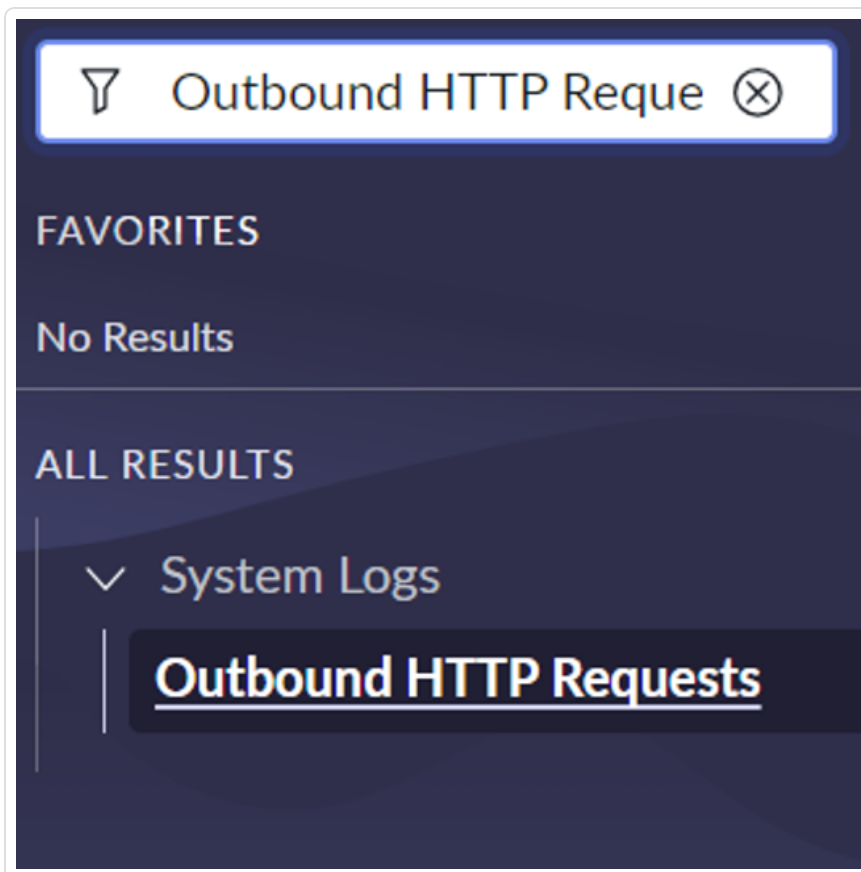 Outbound HTTP Reque
FAVORITES
No Results
ALL RESULTS
System Logs
Outbound HTTP Requests